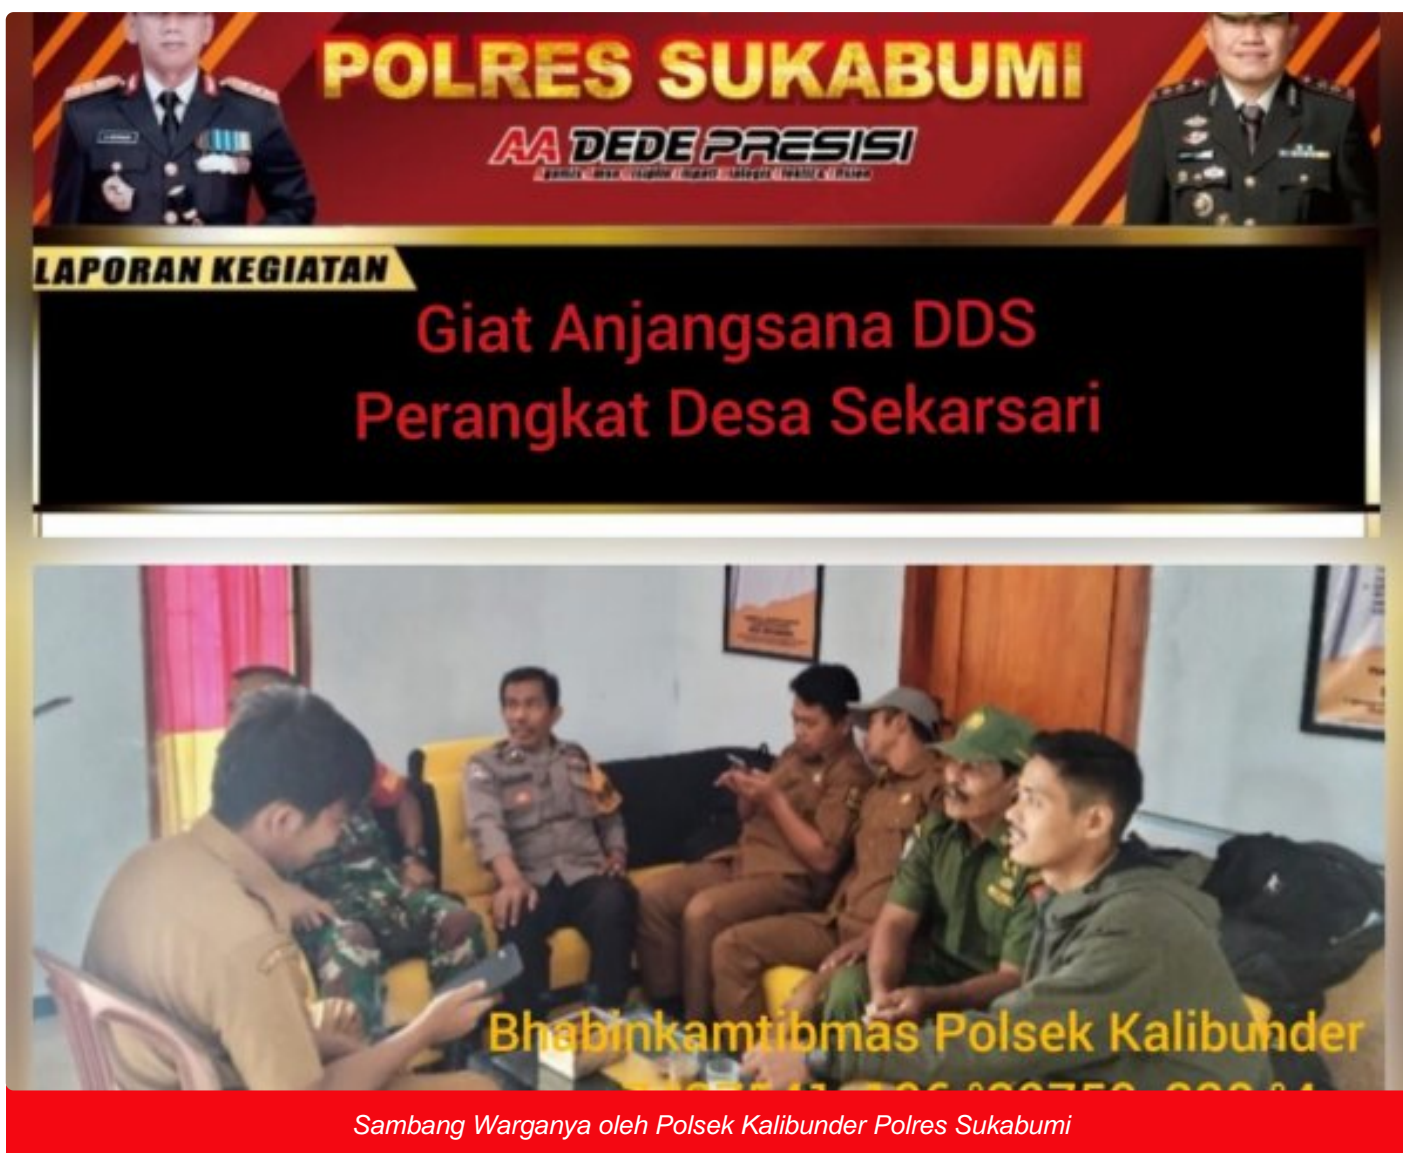 POLRES SUKABUMI
AA DEDE PRESISI
LAPORAN KEGIATAN
Giat Anjangsana DDS
Perangkat Desa Sekarsari
Bhabinkamtibmas Polsek Kalibunder
Sambang Warganya oleh Polsek Kalibunder Polres Sukabumi